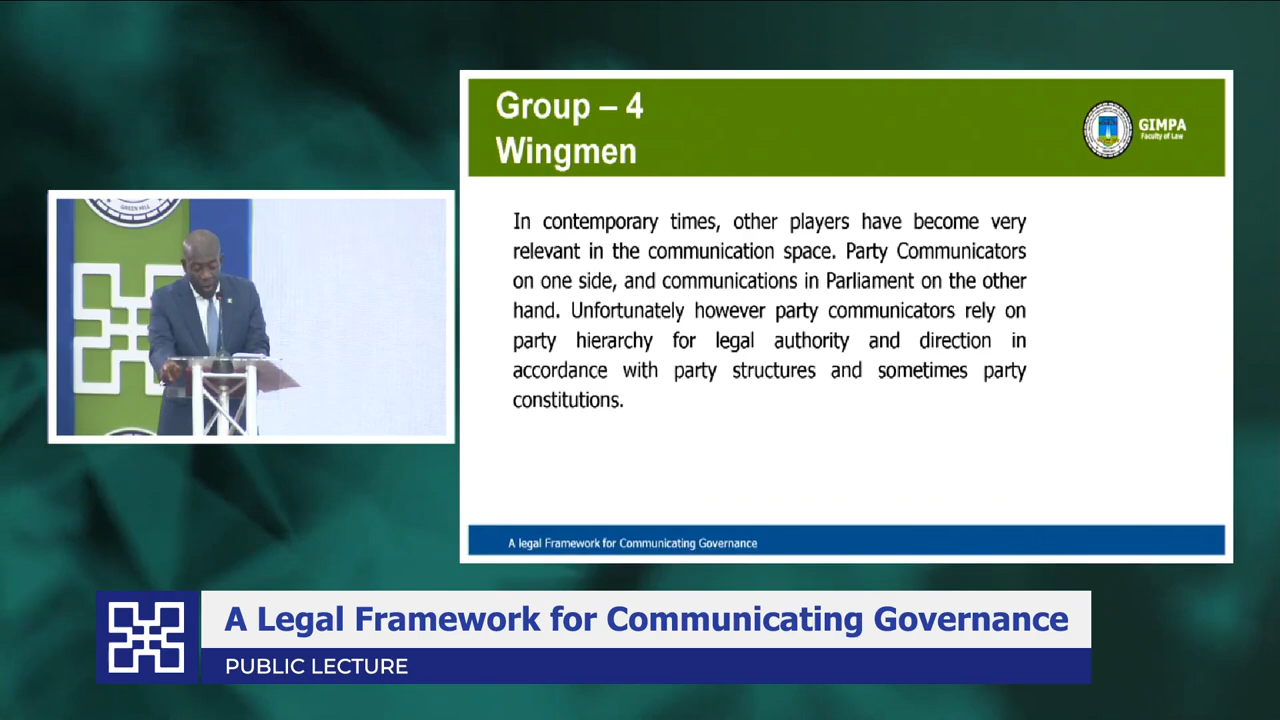 Group – 4
Wingmen
GIMPA
Faculty of Law
In contemporary times, other players have become very
relevant in the communication space. Party Communicators
on one side, and communications in Parliament on the other
hand. Unfortunately however party communicators rely on
party hierarchy for legal authority and direction in
accordance with party structures and sometimes party
constitutions.
GREEN HILL
A legal Framework for Communicating Governance
A Legal Framework for Communicating Governance
PUBLIC LECTURE